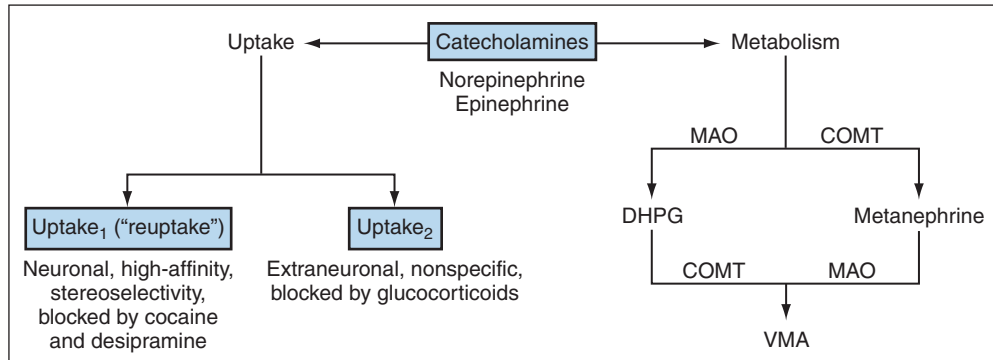 Uptake
Catecholamines
Metabolism
Norepinephrine
Epinephrine
MAO
COMT
Uptake₁ (“reuptake”)
Uptake₂
DHPG
Metanephrine
Neuronal, high-affinity,
stereoselectivity,
blocked by cocaine
and desipramine
Extraneuronal, nonspecific,
blocked by glucocorticoids
COMT
MAO
VMA